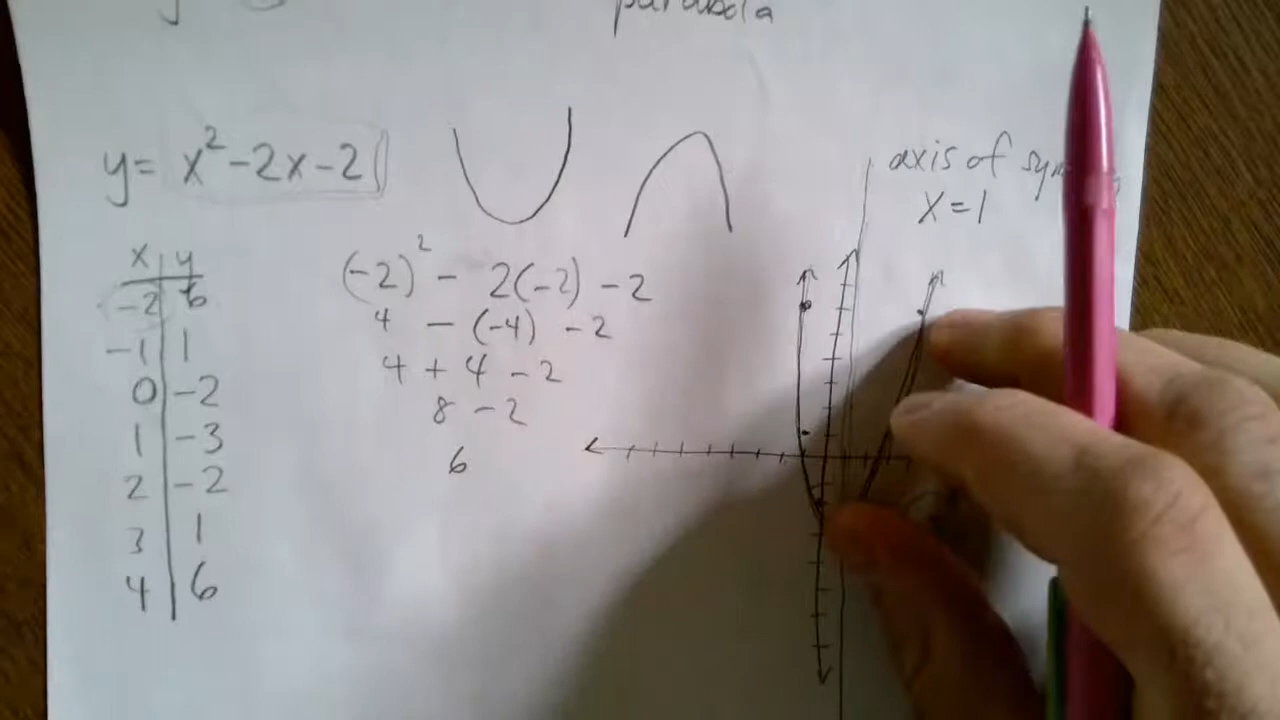 parabola
y= x²-2x-2
axis of
x=1
x | y
-2 | 6
-1 | 1
0 | -2
1 | -3
2 | -2
3 | 1
4 | 6
(-2)² - 2(-2) -2
4 - (-4) -2
4 + 4 - 2
8 - 2
6